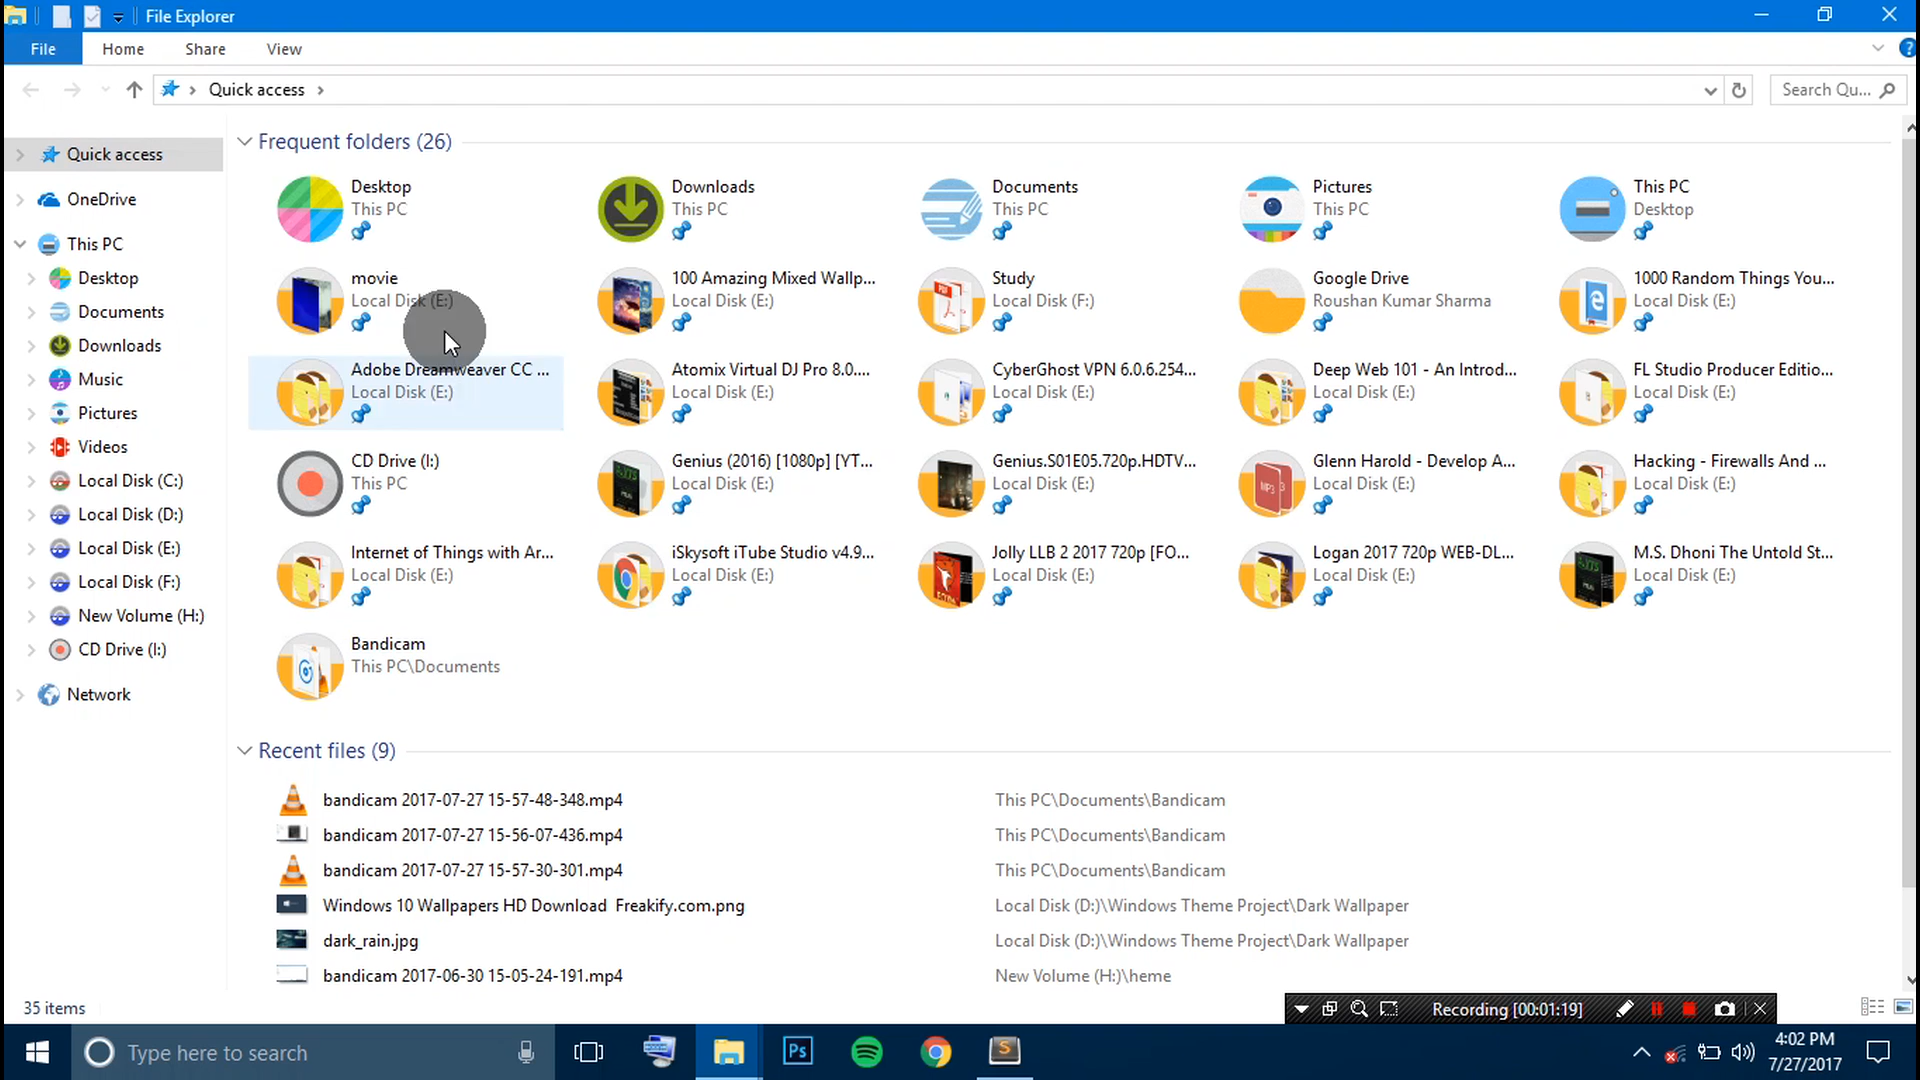 File Explorer
File Home Share View
Quick access
Search Qu...
Quick access
OneDrive
This PC
Desktop
Documents
Downloads
Music
Pictures
Videos
Local Disk (C:)
Local Disk (D:)
Local Disk (E:)
Local Disk (F:)
New Volume (H:)
CD Drive (I:)
Network
Frequent folders (26)
Desktop
This PC
Downloads
This PC
Documents
This PC
Pictures
This PC
This PC
Desktop
movie
Local Disk (E:)
100 Amazing Mixed Wallp...
Local Disk (E:)
Study
Local Disk (F:)
Google Drive
Roushan Kumar Sharma
1000 Random Things You...
Local Disk (E:)
Adobe Dreamweaver CC ...
Local Disk (E:)
Atomix Virtual DJ Pro 8.0....
Local Disk (E:)
CyberGhost VPN 6.0.6.254...
Local Disk (E:)
Deep Web 101 - An Introd...
Local Disk (E:)
FL Studio Producer Editio...
Local Disk (E:)
CD Drive (I:)
This PC
Genius (2016) [1080p] [YT...
Local Disk (E:)
Genius.S01E05.720p.HDTV...
Local Disk (E:)
Glenn Harold - Develop A...
Local Disk (E:)
Hacking - Firewalls And ...
Local Disk (E:)
Internet of Things with Ar...
Local Disk (E:)
iSkysoft iTube Studio v4.9...
Local Disk (E:)
Jolly LLB 2 2017 720p [FO...
Local Disk (E:)
Logan 2017 720p WEB-DL...
Local Disk (E:)
M.S. Dhoni The Untold St...
Local Disk (E:)
Bandicam
This PC\Documents
Recent files (9)
bandicam 2017-07-27 15-57-48-348.mp4 This PC\Documents\Bandicam
bandicam 2017-07-27 15-56-07-436.mp4 This PC\Documents\Bandicam
bandicam 2017-07-27 15-57-30-301.mp4 This PC\Documents\Bandicam
Windows 10 Wallpapers HD Download Freakify.com.png Local Disk (D:)\Windows Theme Project\Dark Wallpaper
dark_rain.jpg Local Disk (D:)\Windows Theme Project\Dark Wallpaper
bandicam 2017-06-30 15-05-24-191.mp4 New Volume (H:)\heme
35 items
Recording [00:01:19]
Type here to search
Ps
S
4:02 PM
7/27/2017